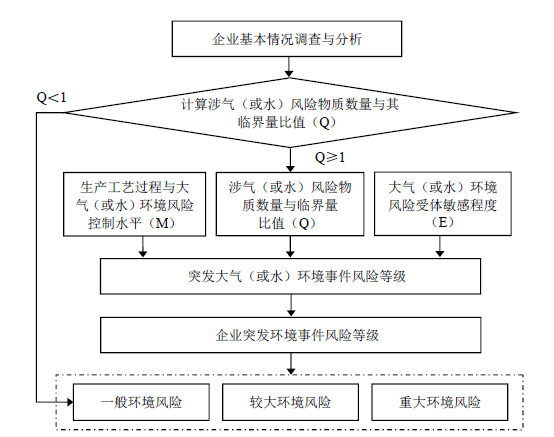 企业基本情况调查与分析
Q＜1
计算涉气（或水）风险物质数量与其
临界量比值（Q）
Q≥1
生产工艺过程与大
气（或水）环境风险
控制水平（M）
涉气（或水）风险物
质数量与临界量
比值（Q）
大气（或水）环境
风险受体敏感程度
（E）
突发大气（或水）环境事件风险等级
企业突发环境事件风险等级
一般环境风险
较大环境风险
重大环境风险